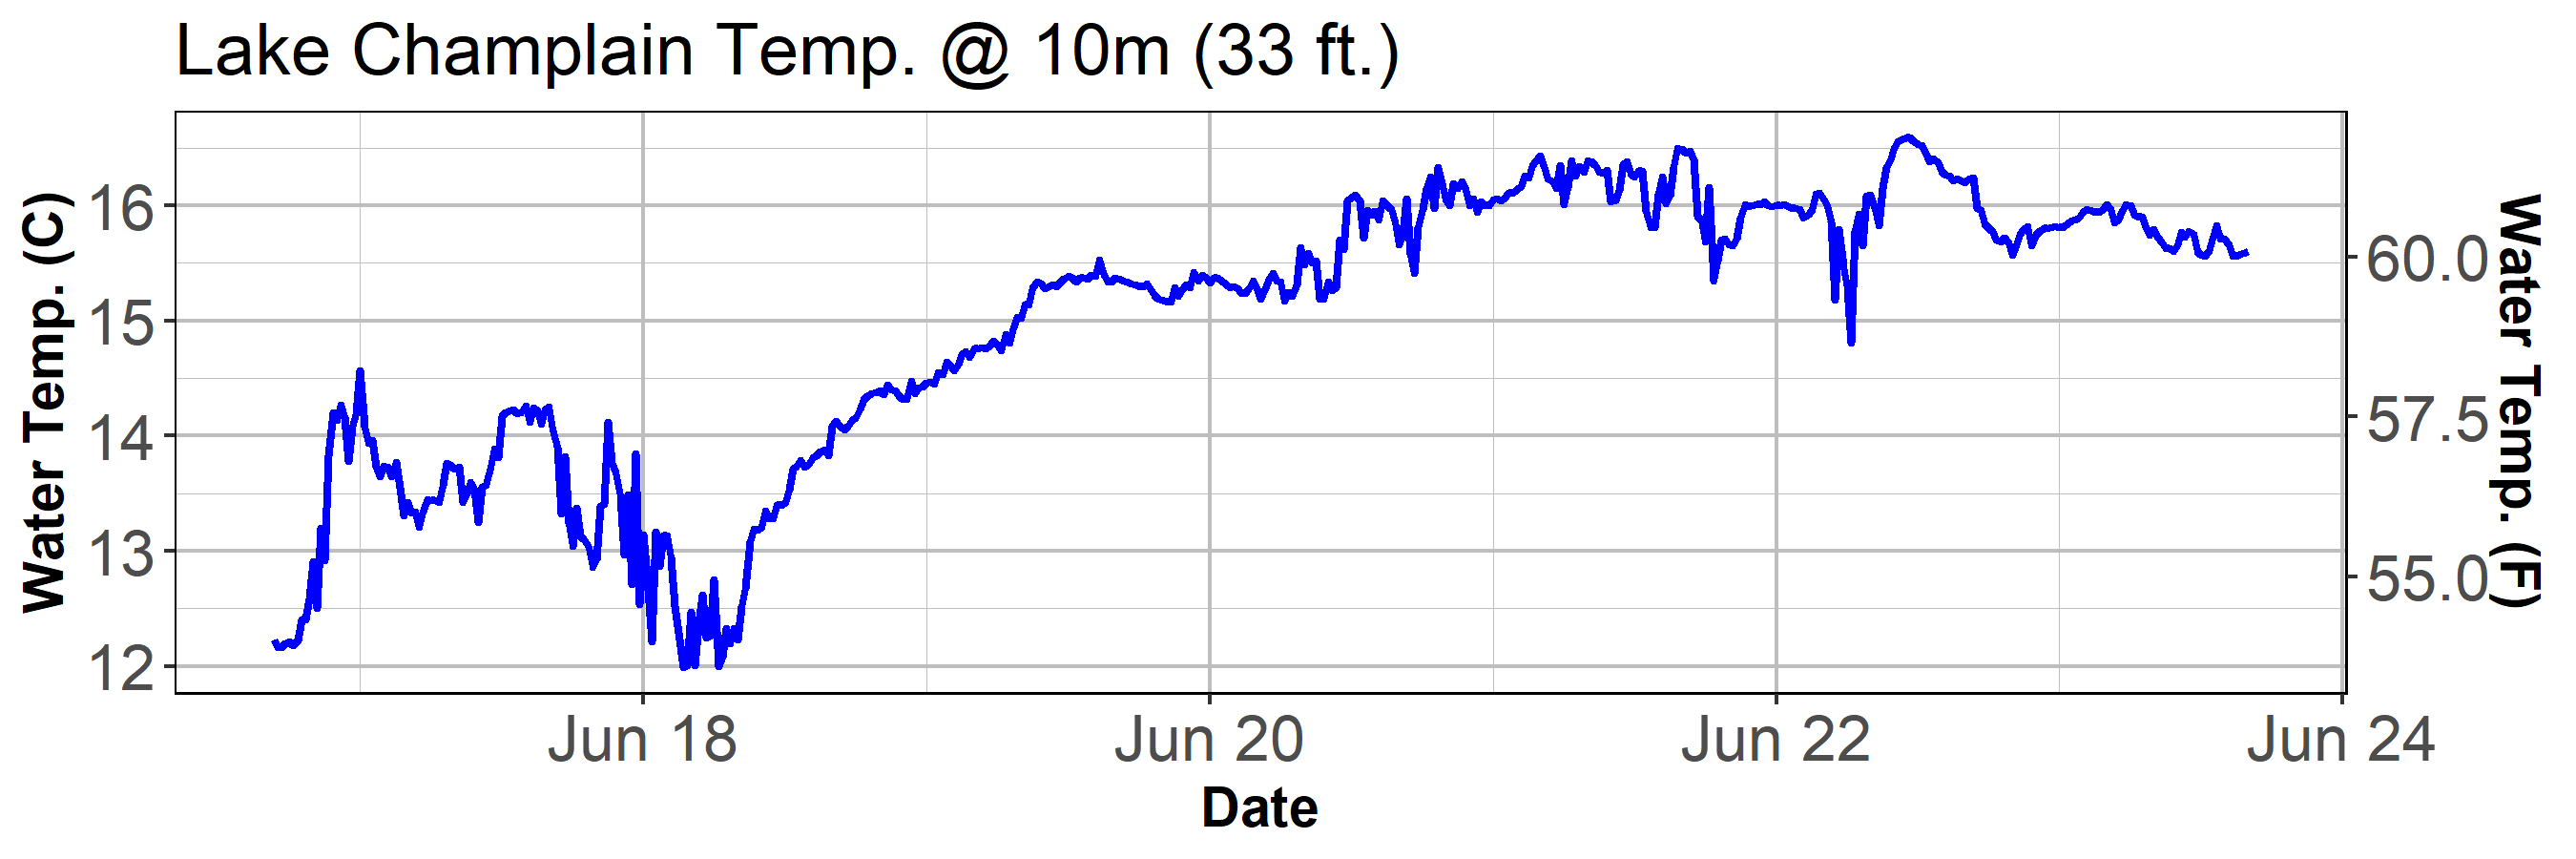 Lake Champlain Temp. @ 10m (33 ft.)
Water Temp. (C)
16
15
14
13
12
60.0
57.5
55.0
Water Temp. (F)
Jun 18
Jun 20
Jun 22
Jun 24
Date